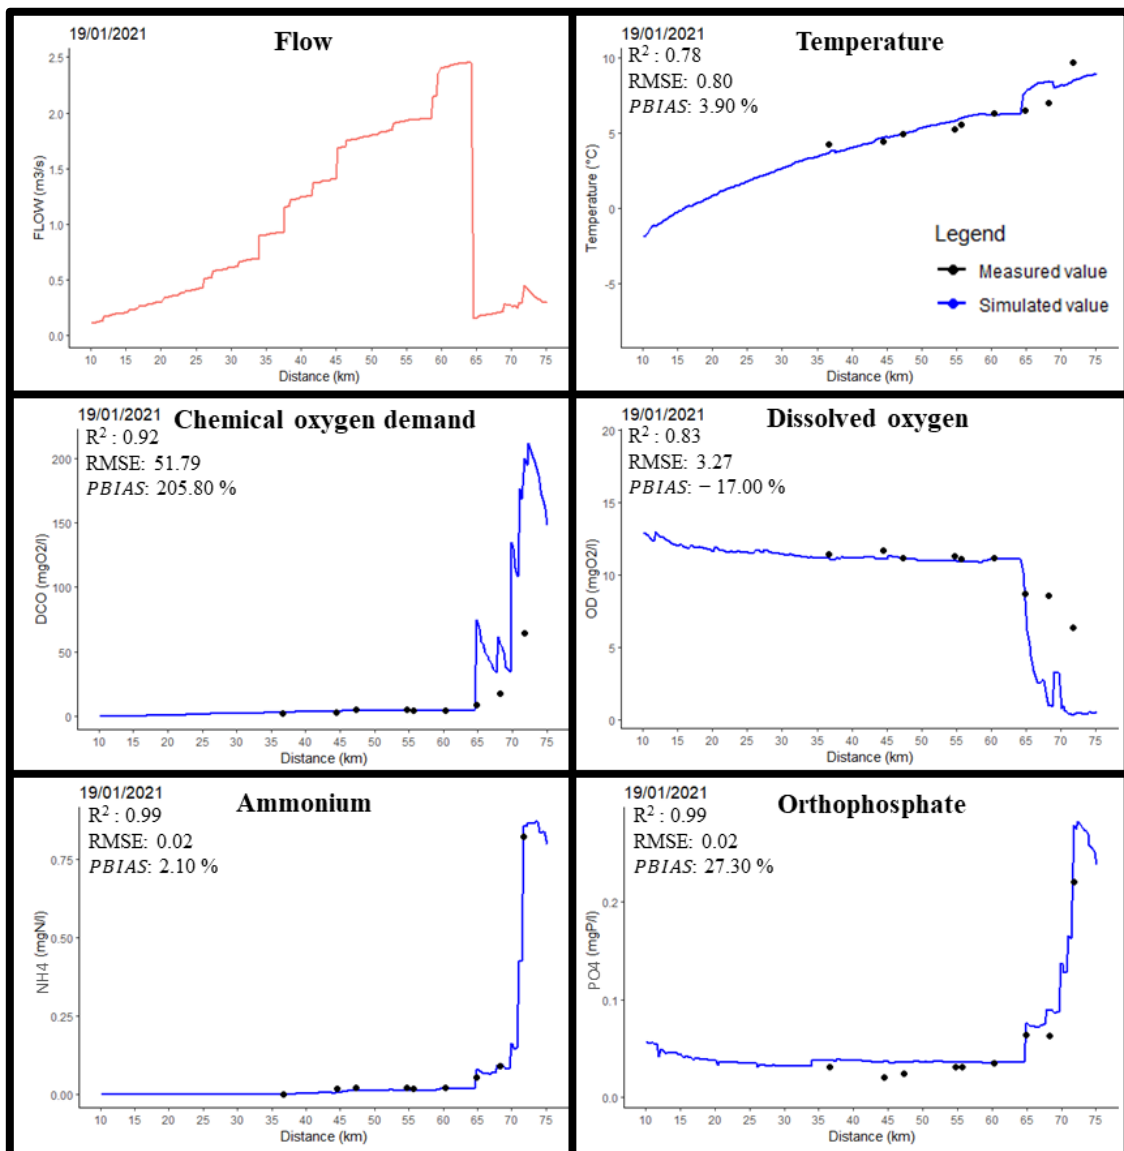 19/01/2021
Flow
2.5
2.0
1.5
1.0
0.5
0.0
FLOW (m3/s)
10 15 20 25 30 35 40 45 50 55 60 65 70 75
Distance (km)
19/01/2021
Temperature
R² : 0.78
RMSE: 0.80
PBIAS: 3.90 %
10
5
0
-5
Temperature (°C)
Legend
Measured value
Simulated value
10 15 20 25 30 35 40 45 50 55 60 65 70 75
Distance (km)
19/01/2021
Chemical oxygen demand
R² : 0.92
RMSE: 51.79
PBIAS: 205.80 %
200
150
100
50
0
DCO (mgO2/l)
10 15 20 25 30 35 40 45 50 55 60 65 70 75
Distance (km)
19/01/2021
Dissolved oxygen
R² : 0.83
RMSE: 3.27
PBIAS: − 17.00 %
20
15
10
5
0
OD (mgO2/l)
10 15 20 25 30 35 40 45 50 55 60 65 70 75
Distance (km)
19/01/2021
Ammonium
R² : 0.99
RMSE: 0.02
PBIAS: 2.10 %
0.75
0.50
0.25
0.00
NH4 (mgN/l)
10 15 20 25 30 35 40 45 50 55 60 65 70 75
Distance (km)
19/01/2021
Orthophosphate
R² : 0.99
RMSE: 0.02
PBIAS: 27.30 %
0.2
0.1
0.0
PO4 (mgP/l)
10 15 20 25 30 35 40 45 50 55 60 65 70 75
Distance (km)